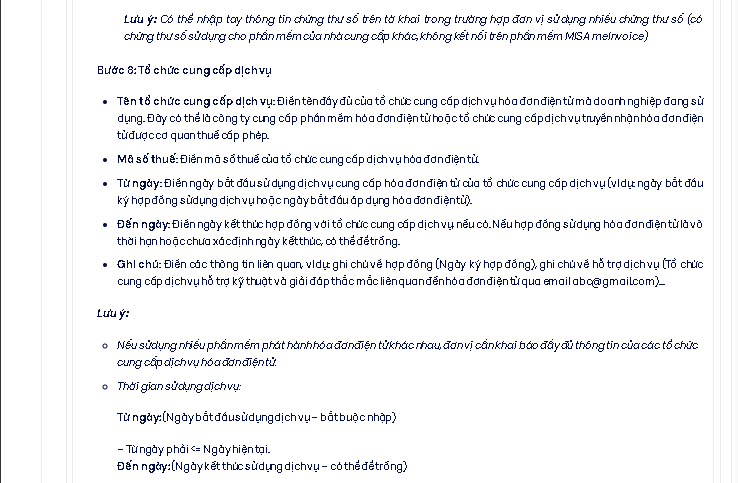 Lưu ý: Có thể nhập tay thông tin chứng thư số trên tờ khai trong trường hợp đơn vị sử dụng nhiều chứng thư số (có
chứng thư số sử dụng cho phần mềm của nhà cung cấp khác, không kết nối trên phần mềm MISA meInvoice)
Bước 8: Tổ chức cung cấp dịch vụ
• Tên tổ chức cung cấp dịch vụ: Điền tên đầy đủ của tổ chức cung cấp dịch vụ hóa đơn điện tử mà doanh nghiệp đang sử
dụng. Đây có thể là công ty cung cấp phần mềm hóa đơn điện tử hoặc tổ chức cung cấp dịch vụ truyền nhận hóa đơn điện
tử được cơ quan thuế cấp phép.
• Mã số thuế: Điền mã số thuế của tổ chức cung cấp dịch vụ hóa đơn điện tử.
• Từ ngày: Điền ngày bắt đầu sử dụng dịch vụ cung cấp hóa đơn điện tử của tổ chức cung cấp dịch vụ (ví dụ: ngày bắt đầu
ký hợp đồng sử dụng dịch vụ hoặc ngày bắt đầu áp dụng hóa đơn điện tử).
• Đến ngày: Điền ngày kết thúc hợp đồng với tổ chức cung cấp dịch vụ, nếu có. Nếu hợp đồng sử dụng hóa đơn điện tử là vô
thời hạn hoặc chưa xác định ngày kết thúc, có thể để trống.
• Ghi chú: Điền các thông tin liên quan, ví dụ: ghi chú về hợp đồng (Ngày ký hợp đồng), ghi chú về hỗ trợ dịch vụ (Tổ chức
cung cấp dịch vụ hỗ trợ kỹ thuật và giải đáp thắc mắc liên quan đến hóa đơn điện tử qua email abc@gmail.com)…
Lưu ý:
○ Nếu sử dụng nhiều phần mềm phát hành hóa đơn điện tử khác nhau, đơn vị cần khai báo đầy đủ thông tin của các tổ chức
cung cấp dịch vụ hóa đơn điện tử.
○ Thời gian sử dụng dịch vụ:
Từ ngày: (Ngày bắt đầu sử dụng dịch vụ – bắt buộc nhập)
– Từ ngày phải <= Ngày hiện tại.
Đến ngày: (Ngày kết thúc sử dụng dịch vụ – có thể để trống)